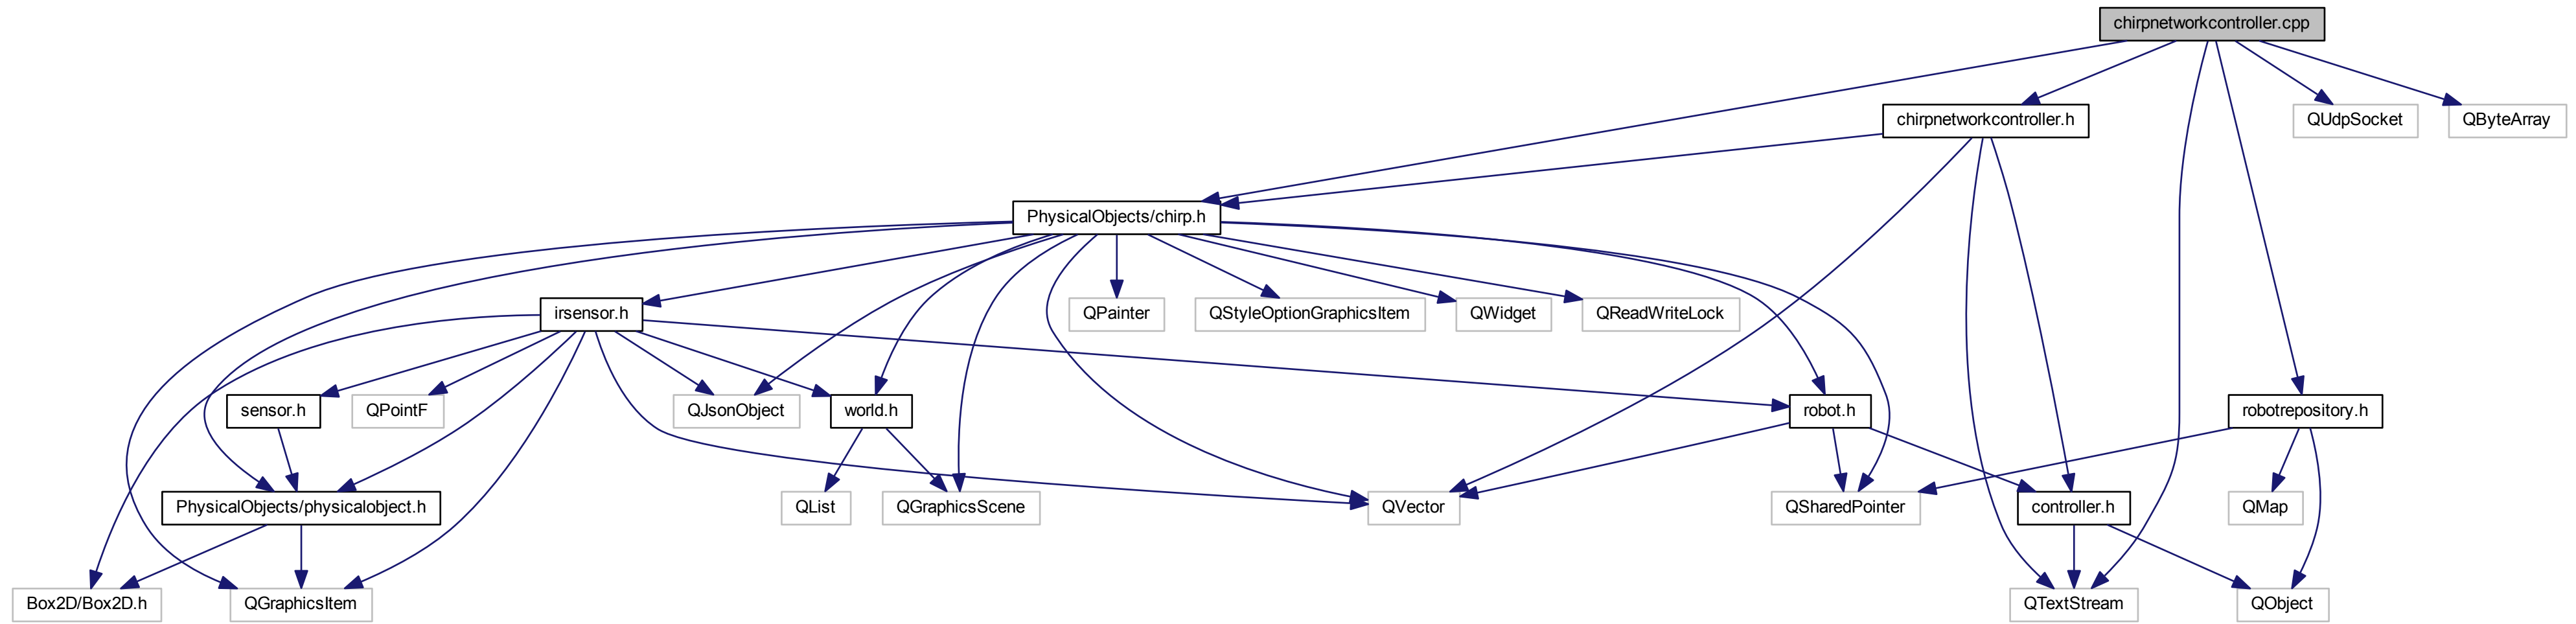 chirpnetworkcontroller.cpp
chirpnetworkcontroller.h
QUdpSocket
QByteArray
PhysicalObjects/chirp.h
irsensor.h
QPainter
QStyleOptionGraphicsItem
QWidget
QReadWriteLock
sensor.h
QPointF
QJsonObject
world.h
robot.h
robotrepository.h
PhysicalObjects/physicalobject.h
QList
QGraphicsScene
QVector
QSharedPointer
controller.h
QMap
Box2D/Box2D.h
QGraphicsItem
QTextStream
QObject